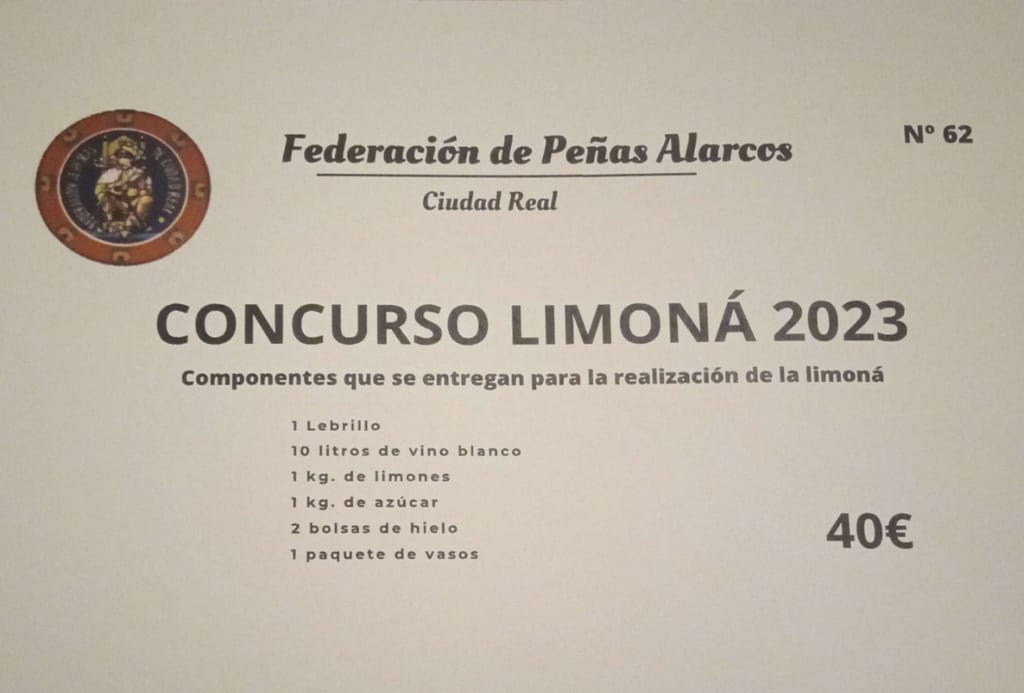 Federación de Peñas Alarcos
Nº 62
Ciudad Real
CONCURSO LIMONÁ 2023
Componentes que se entregan para la realización de la limoná
1 Lebrillo
10 litros de vino blanco
1 kg. de limones
1 kg. de azúcar
2 bolsas de hielo
1 paquete de vasos
40€